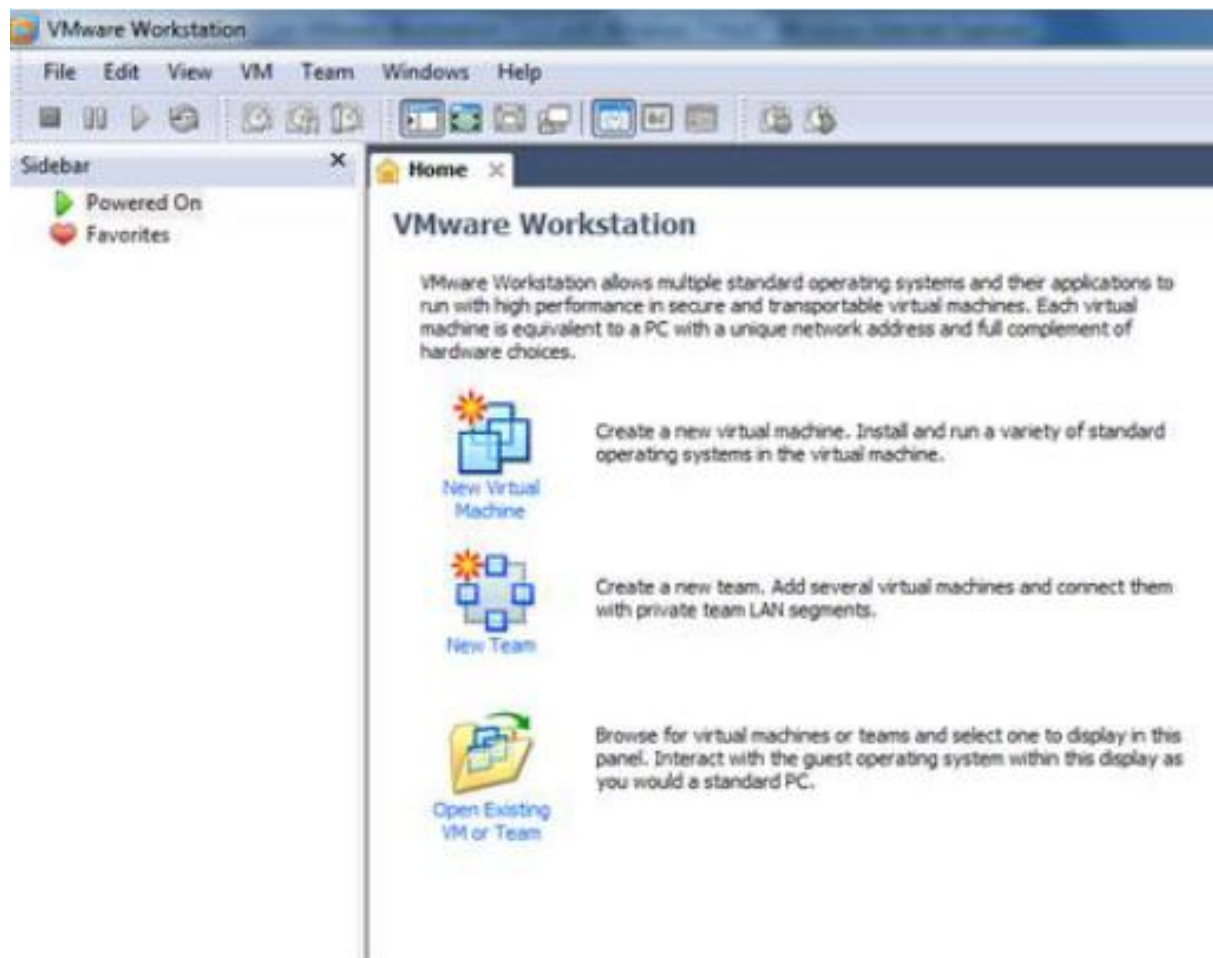 VMware Workstation
File Edit View VM Team Windows Help
Sidebar
Powered On
Favorites
Home
VMware Workstation
VMware Workstation allows multiple standard operating systems and their applications to
run with high performance in secure and transportable virtual machines. Each virtual
machine is equivalent to a PC with a unique network address and full complement of
hardware choices.
New Virtual
Machine
Create a new virtual machine. Install and run a variety of standard
operating systems in the virtual machine.
New Team
Create a new team. Add several virtual machines and connect them
with private team LAN segments.
Open Existing
VM or Team
Browse for virtual machines or teams and select one to display in this
panel. Interact with the guest operating system within this display as
you would a standard PC.